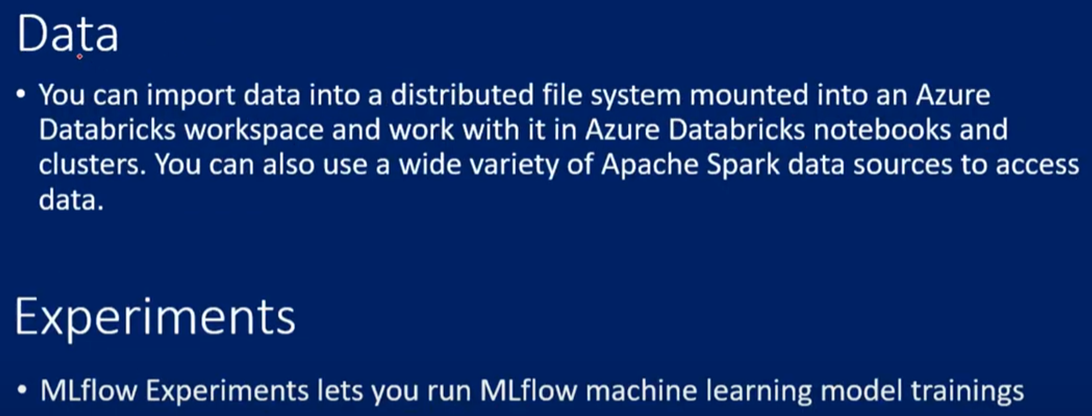 Data
• You can import data into a distributed file system mounted into an Azure
Databricks workspace and work with it in Azure Databricks notebooks and
clusters. You can also use a wide variety of Apache Spark data sources to access
data.
Experiments
• MLflow Experiments lets you run MLflow machine learning model trainings